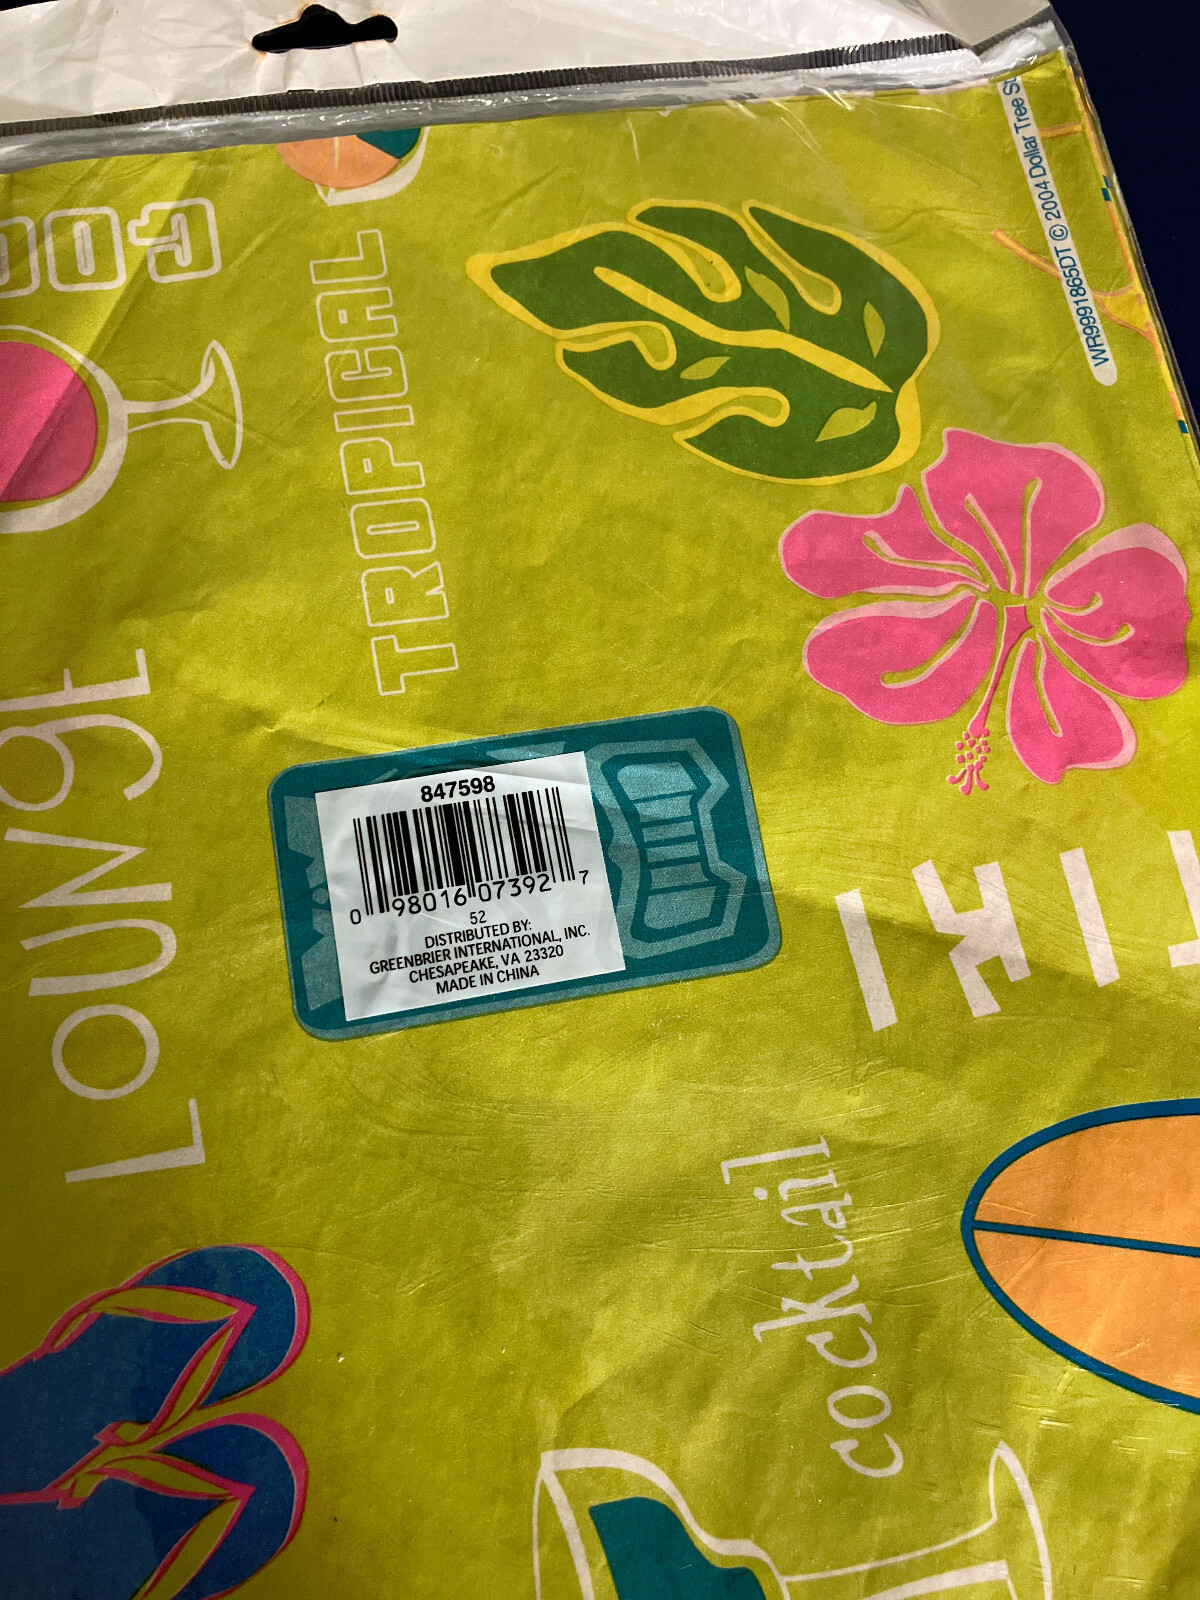 WR9991865DT © 2004 Dollar Tree
TROPICAL
LOUNgE
847598
0 98016 07392 7
52
DISTRIBUTED BY:
GREENBRIER INTERNATIONAL, INC.
CHESAPEAKE, VA 23320
MADE IN CHINA
TIKI
cocktail